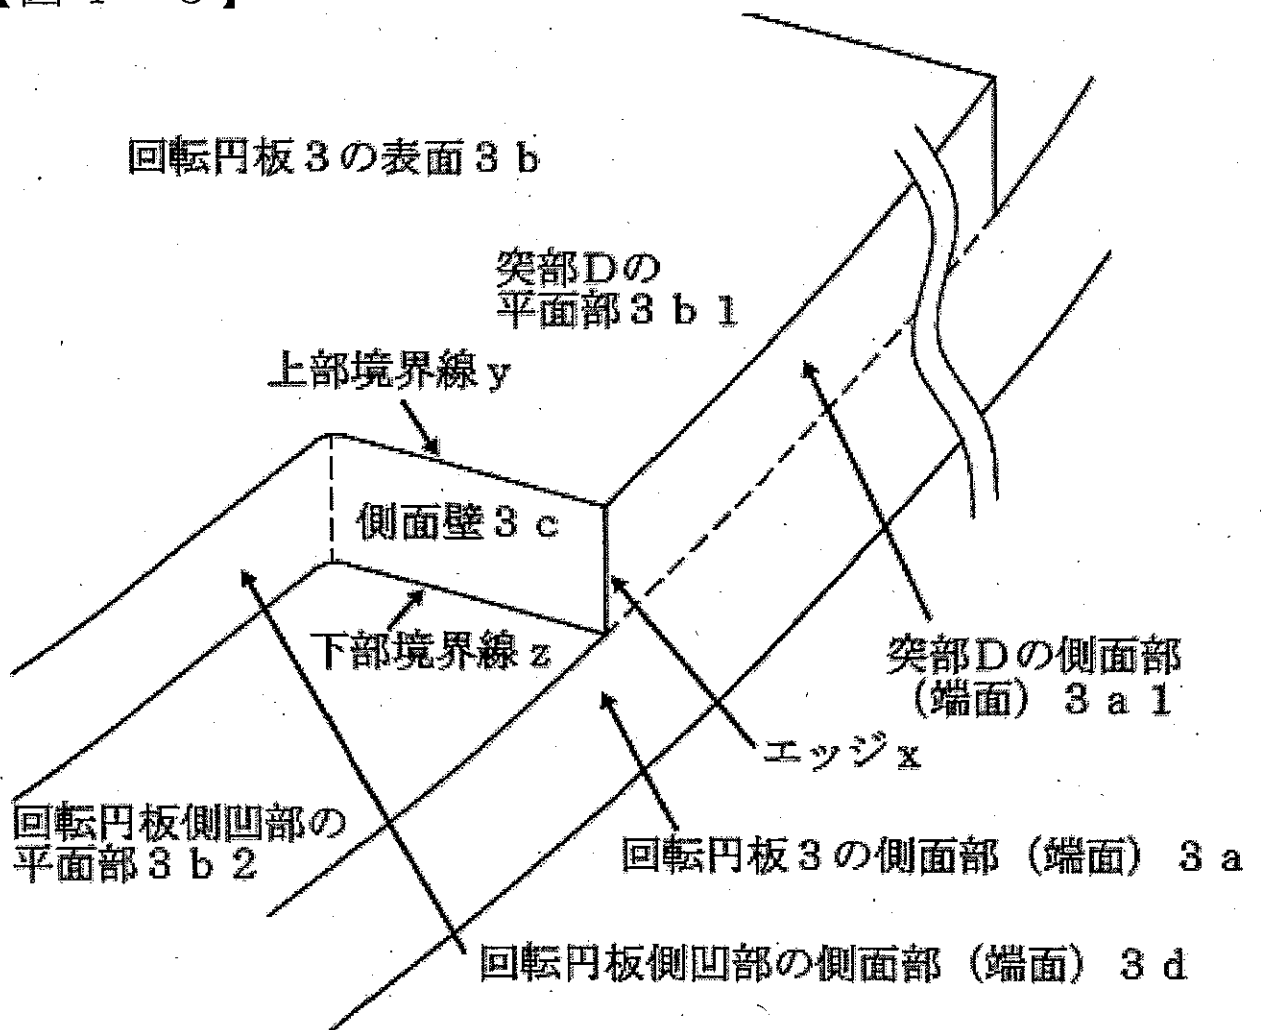 回転円板３の表面３ｂ
突部Ｄの
平面部３ｂ１
上部境界線ｙ
側面壁３ｃ
下部境界線ｚ
突部Ｄの側面部
（端面）３ａ１
エッジｘ
回転円板側凹部の
平面部３ｂ２
回転円板３の側面部（端面）３ａ
回転円板側凹部の側面部（端面）３ｄ